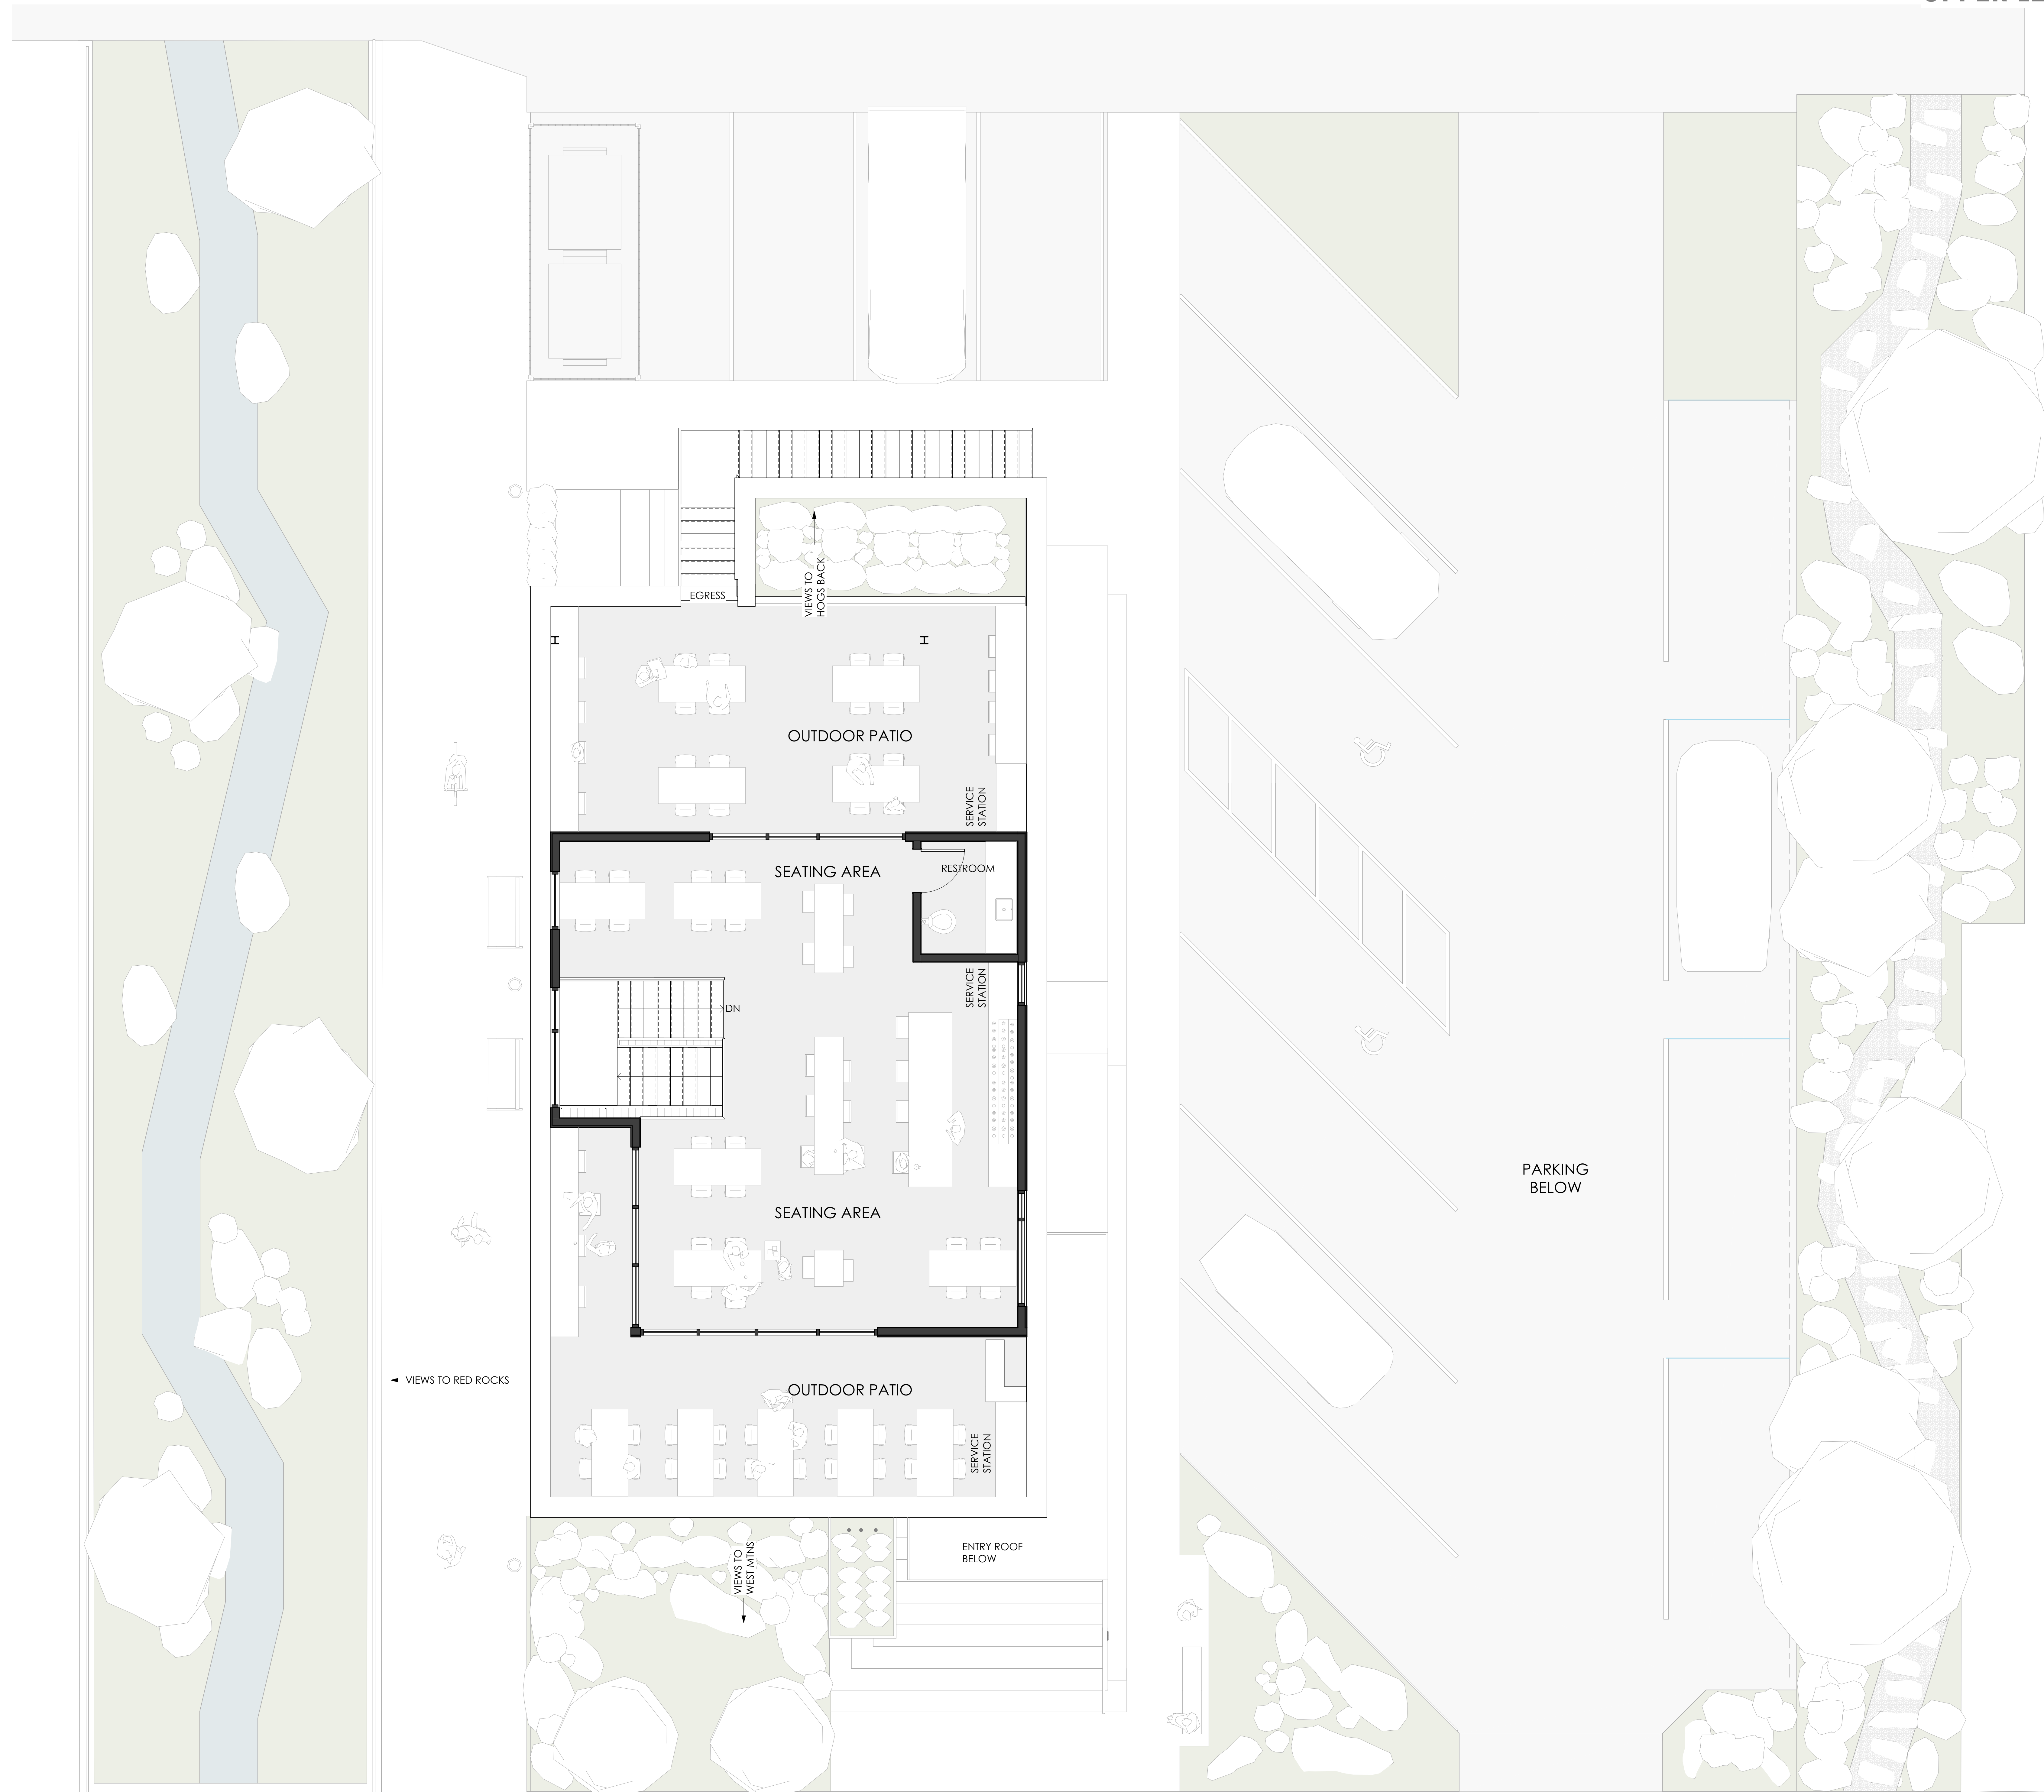 EGRESS
VIEWS TO
HOGS BACK
H
H
OUTDOOR PATIO
SERVICE
STATION
SEATING AREA
RESTROOM
SERVICE
STATION
DN
PARKING
BELOW
SEATING AREA
VIEWS TO RED ROCKS
OUTDOOR PATIO
SERVICE
STATION
VIEWS TO
WEST MTNS
ENTRY ROOF
BELOW